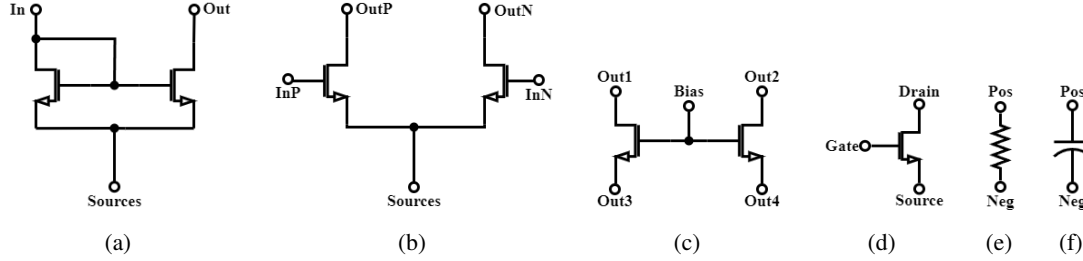 In
Out
Sources
(a)
OutP
OutN
InP
InN
Sources
(b)
Out1
Bias
Out2
Out3
Out4
(c)
Drain
Gate
Source
(d)
Pos
Neg
(e)
Pos
Neg
(f)